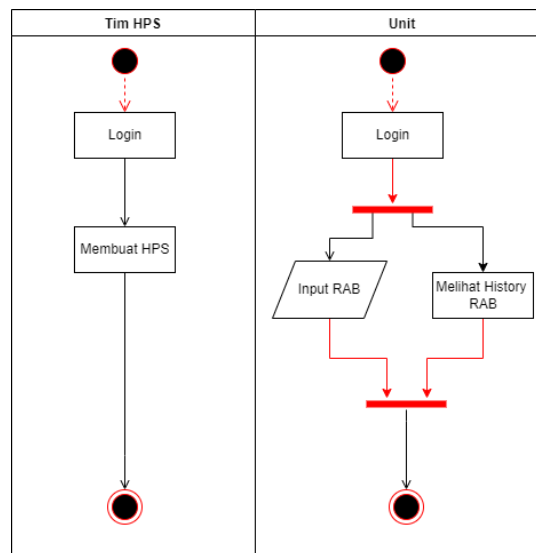 Tim HPS
Unit
Login
Login
Membuat HPS
Input RAB
Melihat History
RAB